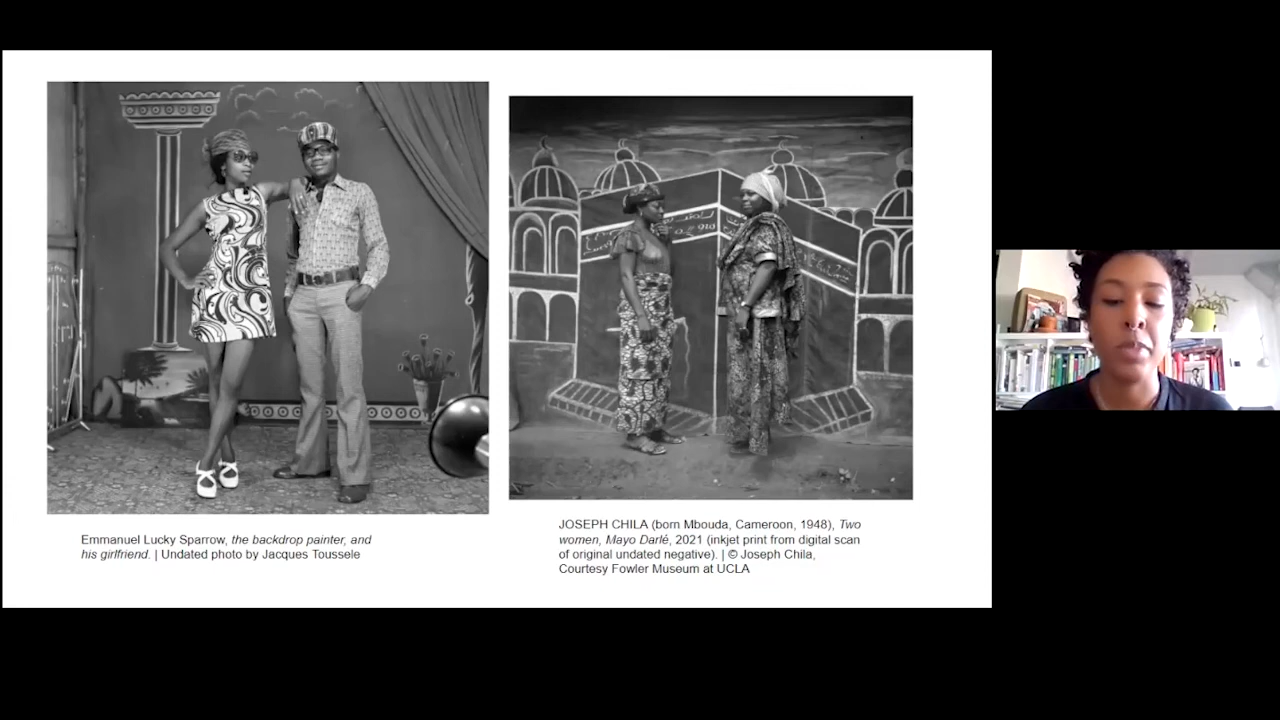 Emmanuel Lucky Sparrow, the backdrop painter, and
his girlfriend. | Undated photo by Jacques Toussele
JOSEPH CHILA (born Mbouda, Cameroon, 1948), Two
women, Mayo Darlé, 2021 (inkjet print from digital scan
of original undated negative). | © Joseph Chila,
Courtesy Fowler Museum at UCLA